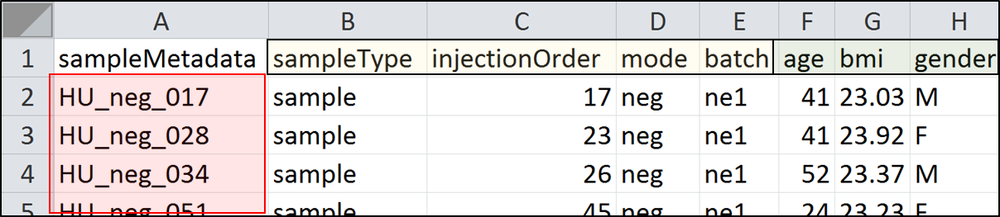 A B C D E F G H
1 sampleMetadata sampleType injectionOrder mode batch age bmi gender
2 HU_neg_017 sample 17 neg ne1 41 23.03 M
3 HU_neg_028 sample 23 neg ne1 41 23.92 F
4 HU_neg_034 sample 26 neg ne1 52 23.37 M
5 HU_neg_051 sample 45 neg ne1 24 23.23 F